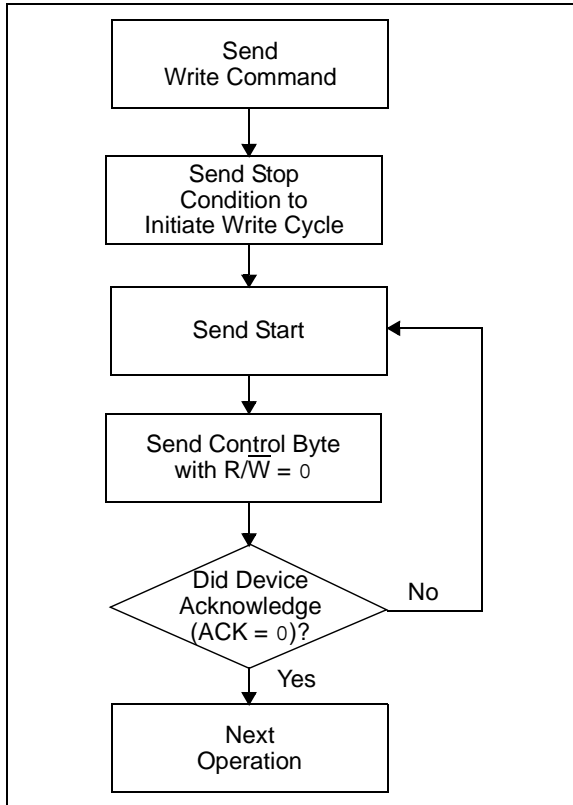 Send
Write Command
Send Stop
Condition to
Initiate Write Cycle
Send Start
Send Control Byte
with R/W̅ = 0
Did Device
Acknowledge
(ACK = 0)?
No
Yes
Next
Operation